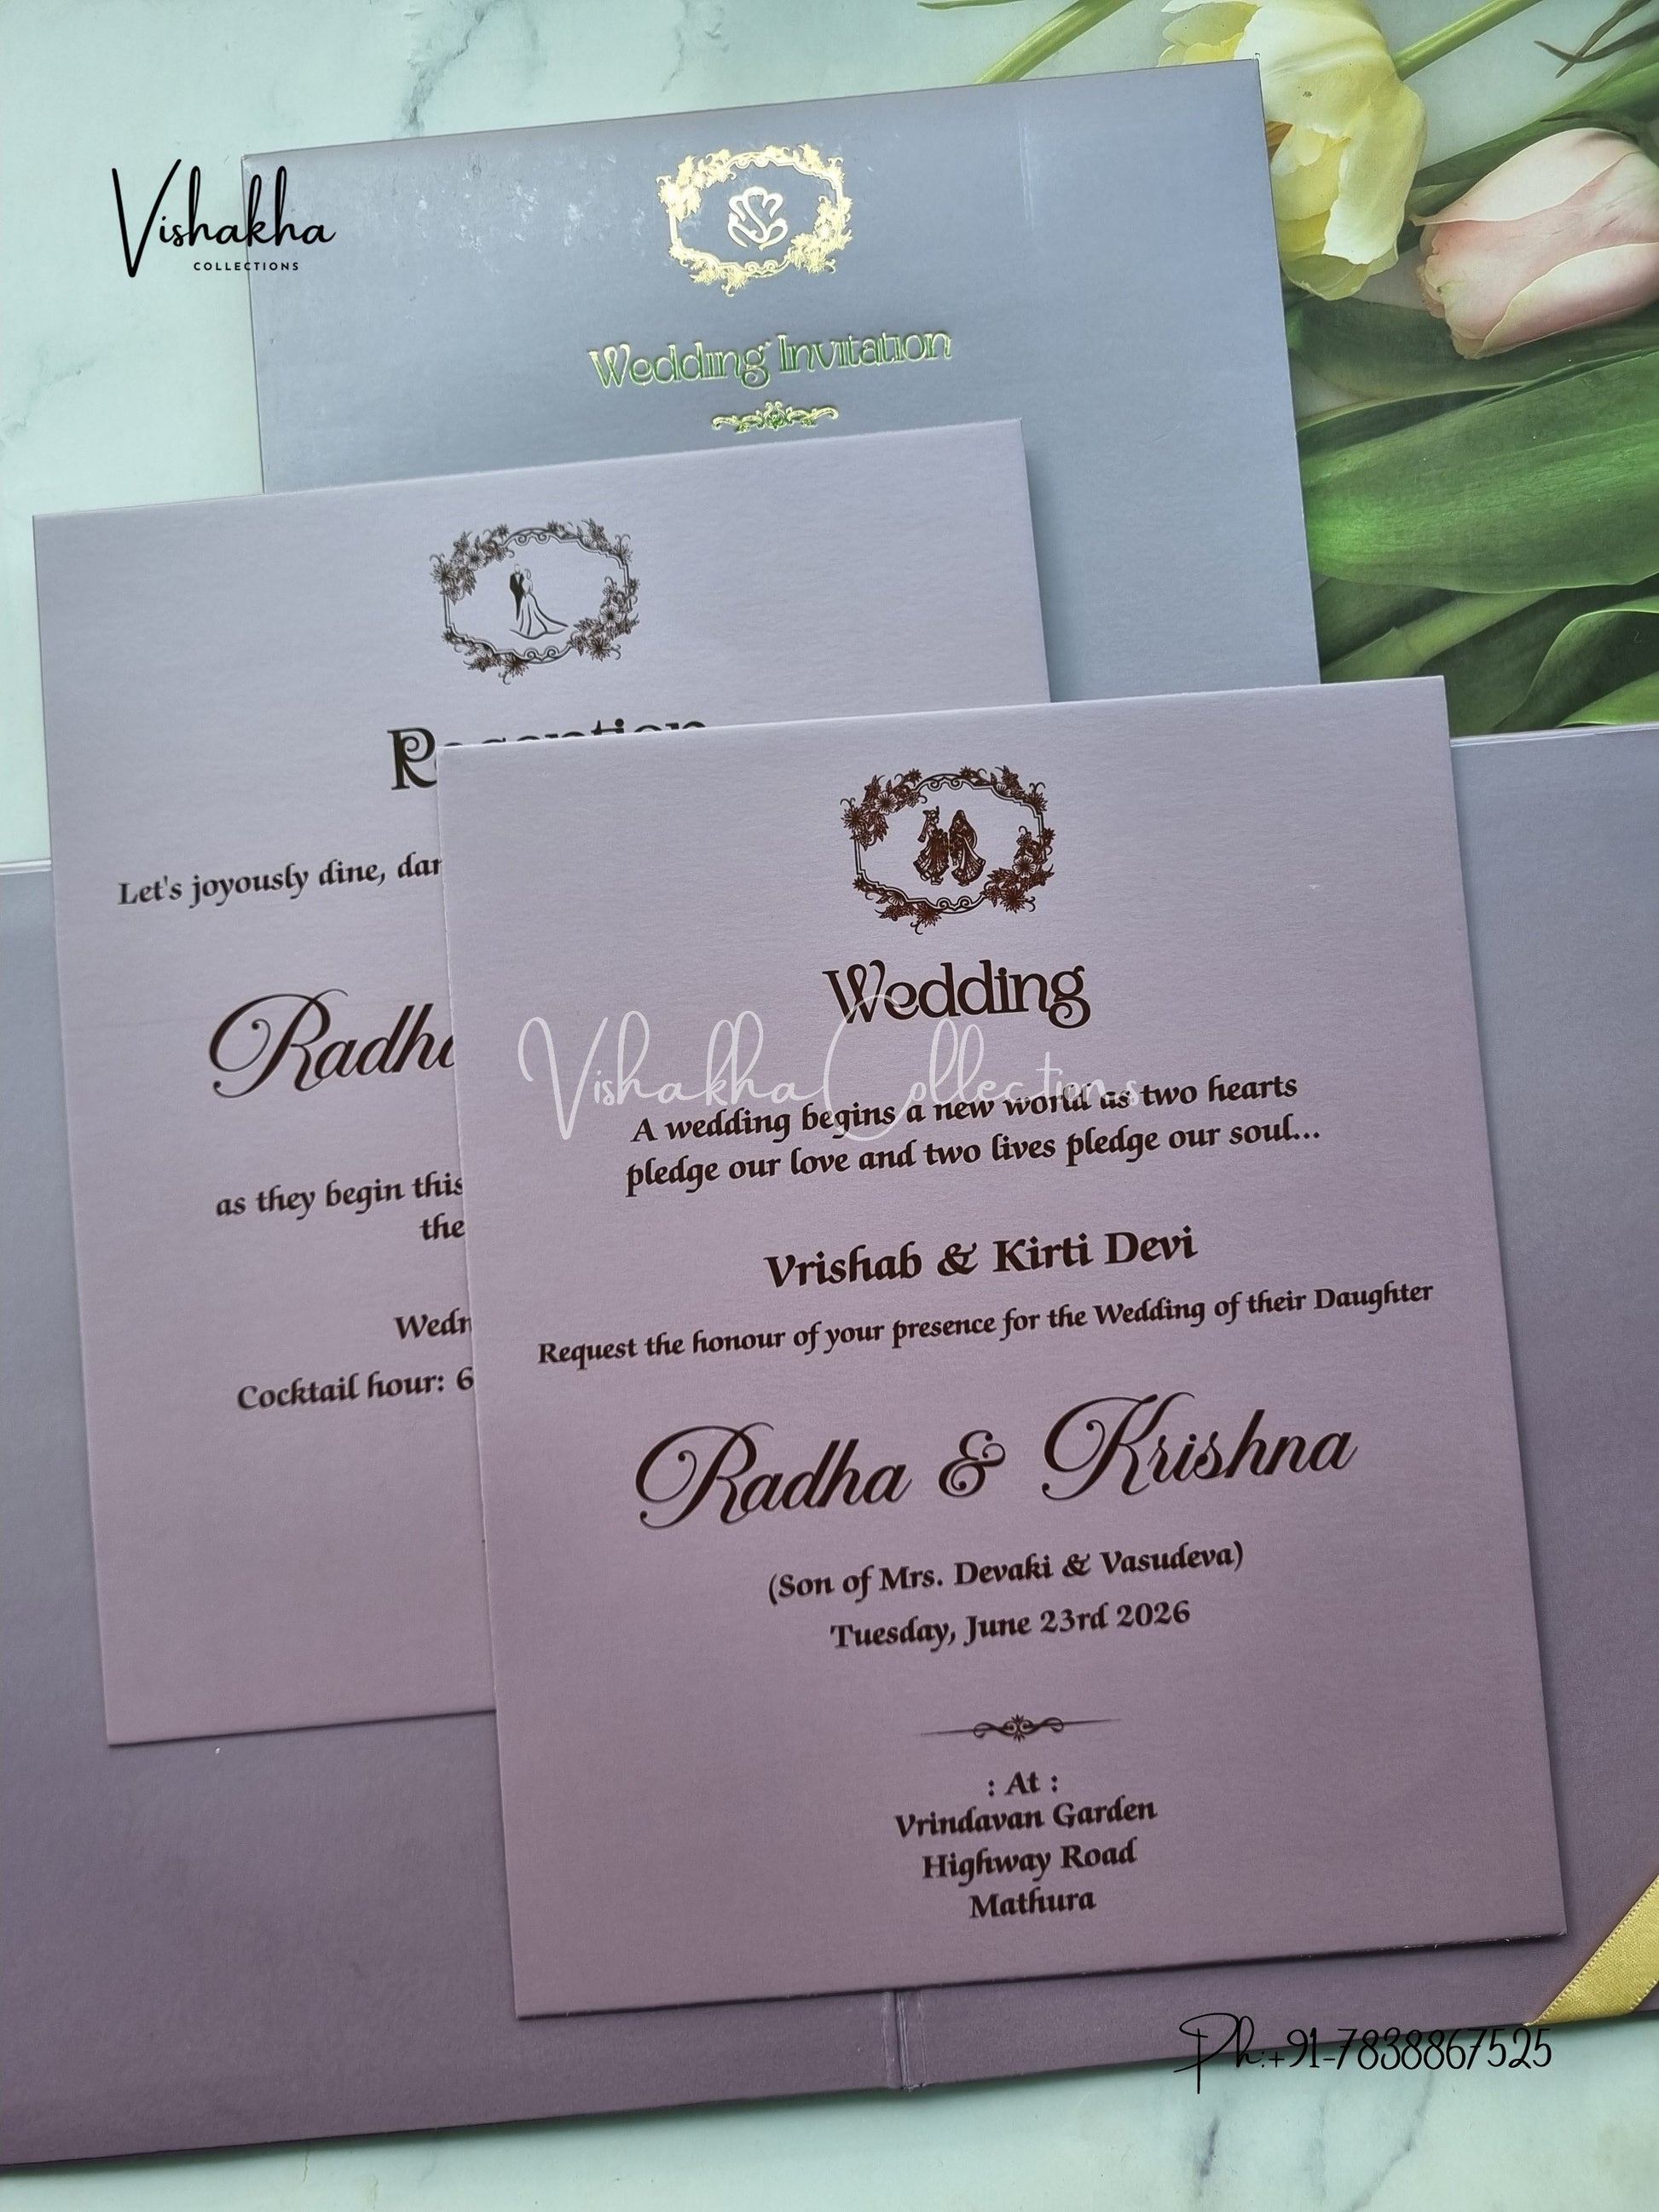 Vishakha
COLLECTIONS
Wedding Invitation
Reception
Let's joyously dine,
Radha
as they begin this
the
Cocktail hour: 6
Wedding
Vishakha Collections
A wedding begins a new world as two hearts
pledge our love and two lives pledge our soul...
Vrishab & Kirti Devi
Request the honour of your presence for the Wedding of their Daughter
Radha & Krishna
(Son of Mrs. Devaki & Vasudeva)
Tuesday, June 23rd 2026
: At :
Vrindavan Garden
Highway Road
Mathura
Ph:+91-7838867525